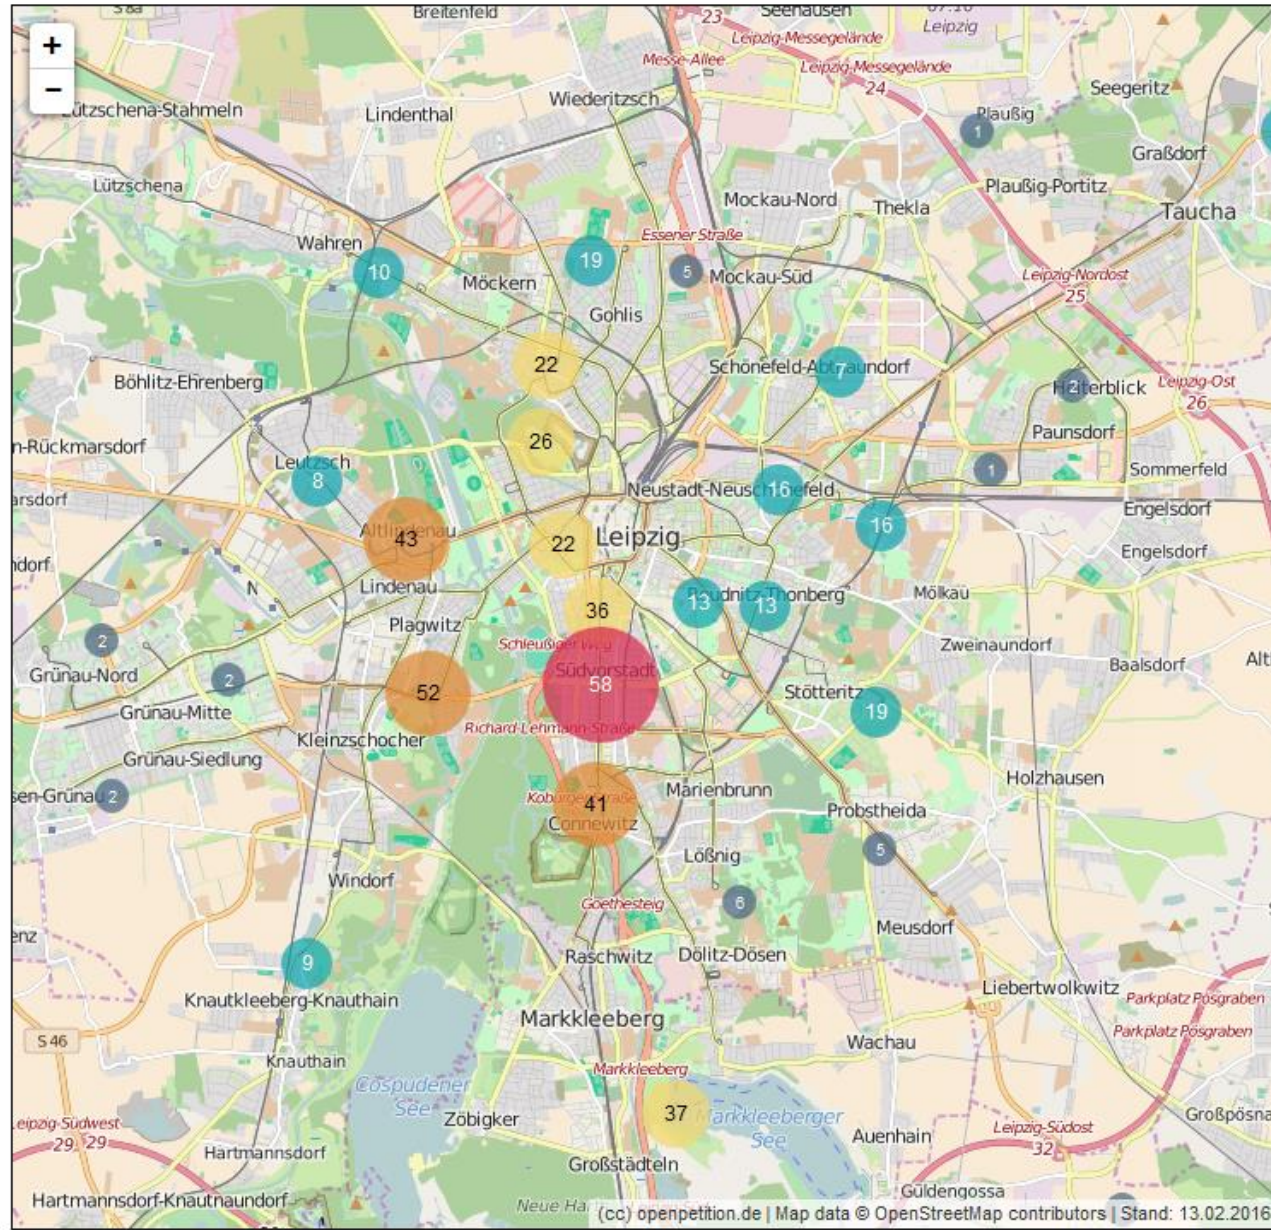 S 8a
Breitenfeld
23
Seehausen
Leipzig
+
Leipzig-Messegelände
Messe-Allee
Leipzig-Messegelände
−
24
Seegeritz
Wiederitzsch
Lützschena-Stahmeln
Lindenthal
Plaußig
1
Graßdorf
Lützschena
Plaußig-Portitz
Mockau-Nord
Thekla
Taucha
Essener Straße
Wahren
19
10
5
Mockau-Süd
Leipzig-Nordost
25
Möckern
Gohlis
22
Schönefeld-Abtnaundorf
7
Böhlitz-Ehrenberg
2
Heiterblick
Leipzig-Ost
26
26
Paunsdorf
n-Rückmarsdorf
Leutzsch
1
Sommerfeld
8
Neustadt-Neuschönefeld
16
arsdorf
Engelsdorf
16
Altlindenau
43
22
Leipzig
Engelsdorf
ndorf
N
Lindenau
Reudnitz-Thonberg
Mölkau
13
13
36
Plagwitz
2
Schleußiger Weg
Zweinaundorf
Grünau-Nord
Südvorstadt
Baalsdorf
Alt
2
58
52
Stötteritz
Grünau-Mitte
19
Richard-Lehmann-Straße
Kleinzschocher
Grünau-Siedlung
Holzhausen
sen-Grünau
2
Marienbrunn
Koburger Straße
41
Probstheida
Connewitz
5
Lößnig
Windorf
6
Goethesteig
Meusdorf
enz
Raschwitz
Dölitz-Dösen
9
Liebertwolkwitz
Knautkleeberg-Knauthain
Parkplatz Posgraben
Markkleeberg
Parkplatz Posgraben
S 46
Wachau
Knauthain
Markkleeberg
Cospudener
See
37
Markkleeberger
See
Zöbigker
Großpösna
Leipzig-Südwest
29 29
Leipzig-Südost
32
Auenhain
Hartmannsdorf
Großstädteln
Güldengossa
Hartmannsdorf-Knautnaundorf
Neue Har
(cc) openpetition.de | Map data © OpenStreetMap contributors | Stand: 13.02.2016